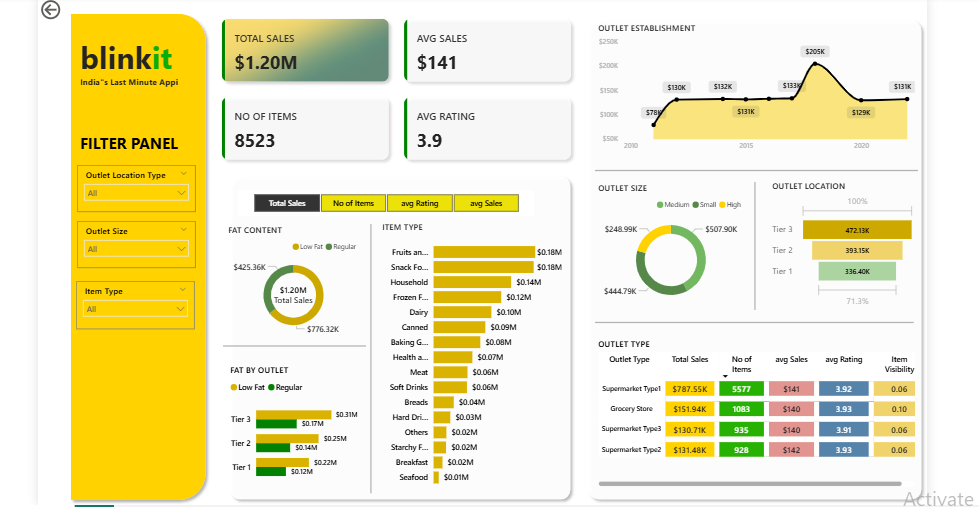 blinkit
India"s Last Minute Appi
FILTER PANEL
Outlet Location Type
All
Outlet Size
All
Item Type
All
TOTAL SALES
$1.20M
AVG SALES
$141
NO OF ITEMS
8523
AVG RATING
3.9
Total Sales
No of Items
avg Rating
avg Sales
FAT CONTENT
Low Fat Regular
$425.36K
$1.20M
Total Sales
$776.32K
FAT BY OUTLET
Low Fat Regular
Tier 3 $0.31M
$0.17M
Tier 2 $0.25M
$0.14M
Tier 1 $0.22M
$0.12M
ITEM TYPE
Fruits an... $0.18M
Snack Fo... $0.18M
Household $0.14M
Frozen F... $0.12M
Dairy $0.10M
Canned $0.09M
Baking G... $0.08M
Health a... $0.07M
Meat $0.06M
Soft Drinks $0.06M
Breads $0.04M
Hard Dri... $0.03M
Others $0.02M
Starchy F... $0.02M
Breakfast $0.02M
Seafood $0.01M
OUTLET ESTABLISHMENT
$250K
$200K
$150K
$100K
$50K
$78K
$130K
$132K
$131K
$133K
$205K
$129K
$131K
2010 2015 2020
OUTLET SIZE
Medium Small High
$248.99K
$507.90K
$444.79K
OUTLET LOCATION
100%
Tier 3 472.13K
Tier 2 393.15K
Tier 1 336.40K
71.3%
OUTLET TYPE
Outlet Type Total Sales No of Items avg Sales avg Rating Item Visibility
Supermarket Type1 $787.55K 5577 $141 3.92 0.06
Grocery Store $151.94K 1083 $140 3.93 0.10
Supermarket Type3 $130.71K 935 $140 3.91 0.06
Supermarket Type2 $131.48K 928 $142 3.93 0.06
Activate